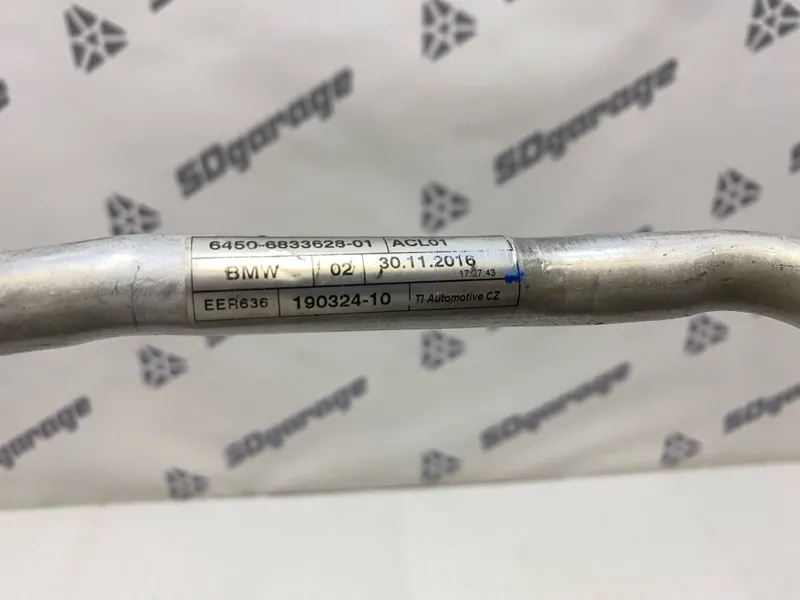 SDgarage
SDgarage
6450-6833628-01 ACL01
BMW 02 30.11.2016
17:27:43
EER636 190324-10 TI Automotive CZ
SDgarage
SDgarage
SDgarage
SDgarage